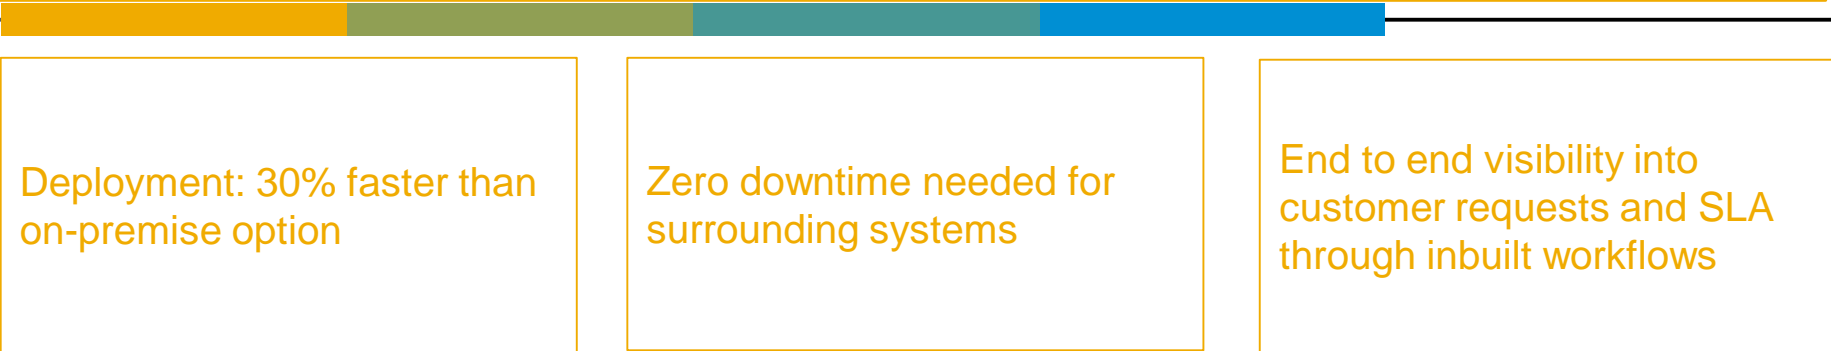 Deployment: 30% faster than
on-premise option
Zero downtime needed for
surrounding systems
End to end visibility into
customer requests and SLA
through inbuilt workflows